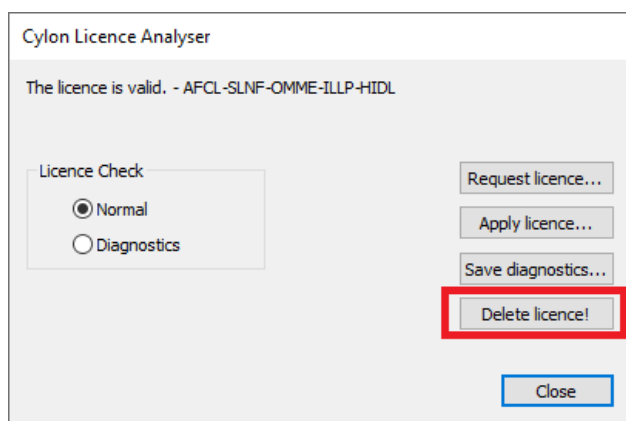 Cylon Licence Analyser
The licence is valid. - AFCL-SLNF-OMME-ILLP-HIDL
Licence Check
Normal
Diagnostics
Request licence...
Apply licence...
Save diagnostics...
Delete licence!
Close